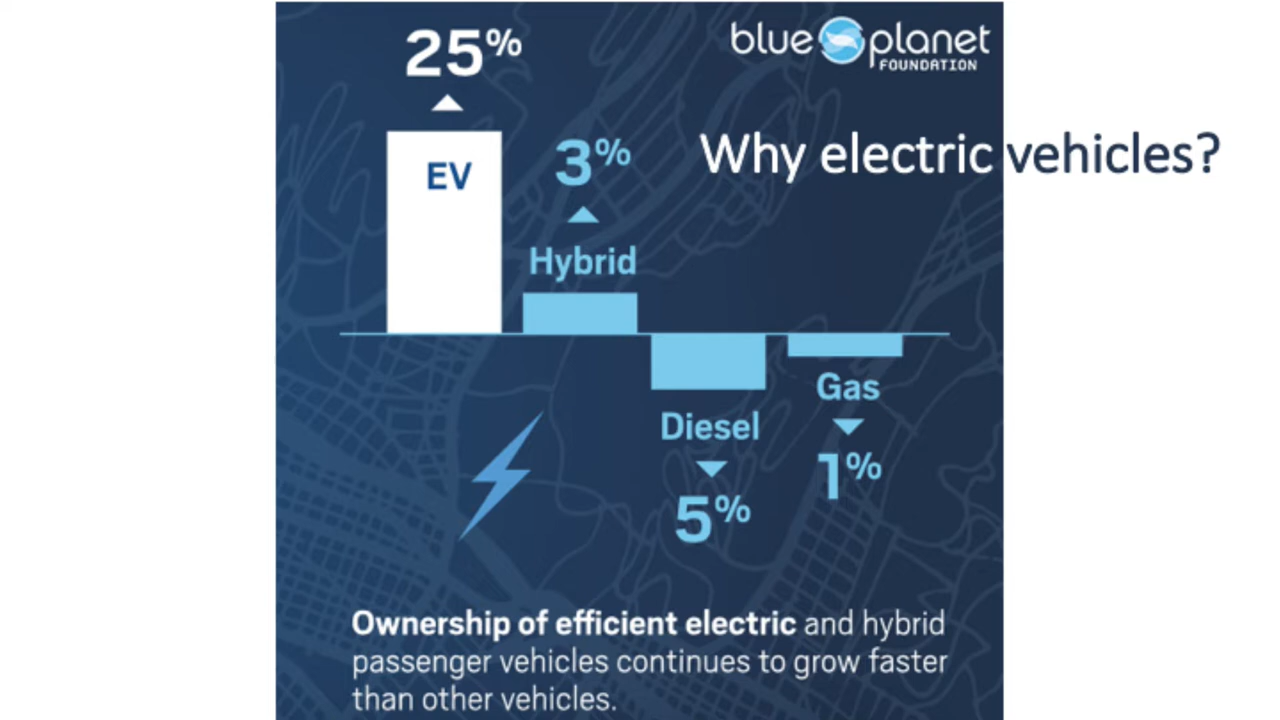 25%
blue planet
FOUNDATION
Why electric vehicles?
EV
3%
Hybrid
Diesel
5%
Gas
1%
Ownership of efficient electric and hybrid
passenger vehicles continues to grow faster
than other vehicles.